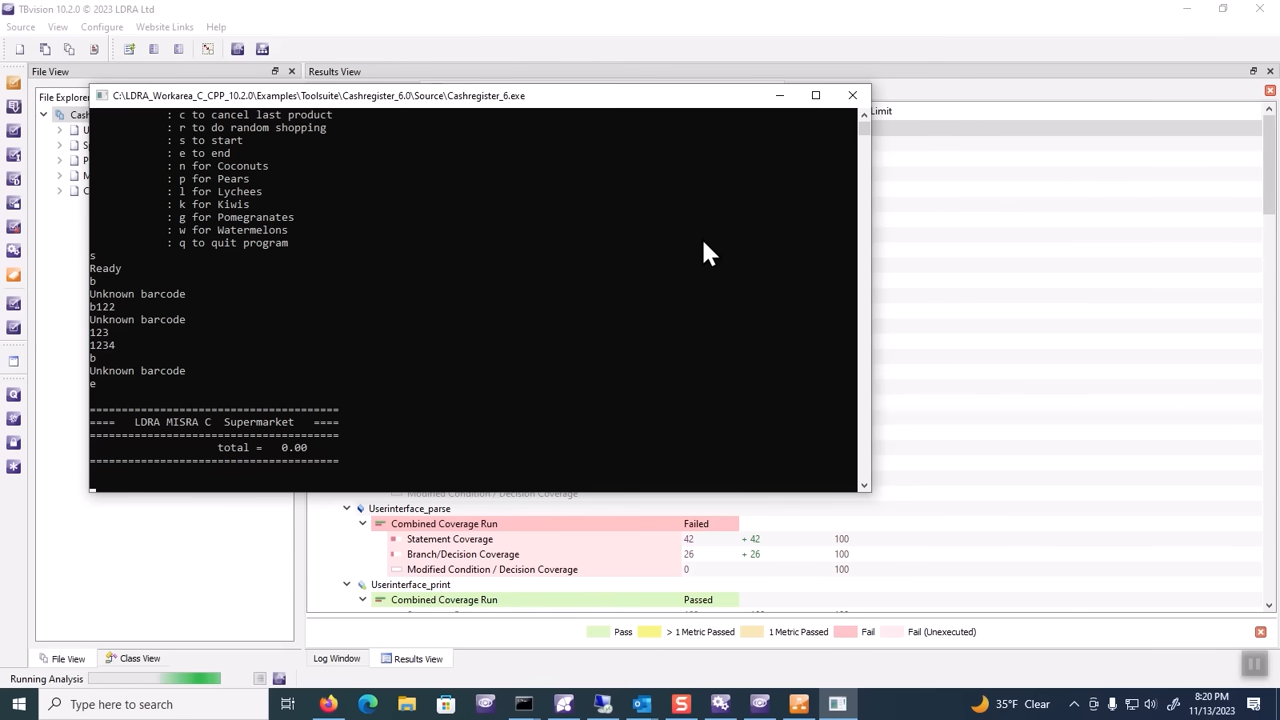 TBvision 10.2.0 © 2023 LDRA Ltd
Source View Configure Website Links Help
File View
Results View
C:\LDRA_Workarea_C_CPP_10.2.0\Examples\Toolsuite\Cashregister_6.0\Source\Cashregister_6.exe
File Explorer
Limit
Cash
U
S
P
M
C
: c to cancel last product
: r to do random shopping
: s to start
: e to end
: n for Coconuts
: p for Pears
: l for Lychees
: k for Kiwis
: g for Pomegranates
: w for Watermelons
: q to quit program
s
Ready
b
Unknown barcode
b122
Unknown barcode
123
1234
b
Unknown barcode
e
=======================================
==== LDRA MISRA C Supermarket ====
=======================================
total = 0.00
=======================================
Modified Condition / Decision Coverage
Userinterface_parse
Combined Coverage Run Failed
Statement Coverage 42 + 42 100
Branch/Decision Coverage 26 + 26 100
Modified Condition / Decision Coverage 0 100
Userinterface_print
Combined Coverage Run Passed
Pass > 1 Metric Passed 1 Metric Passed Fail Fail (Unexecuted)
File View Class View
Log Window Results View
Running Analysis
Type here to search
35°F Clear
8:20 PM
11/13/2023